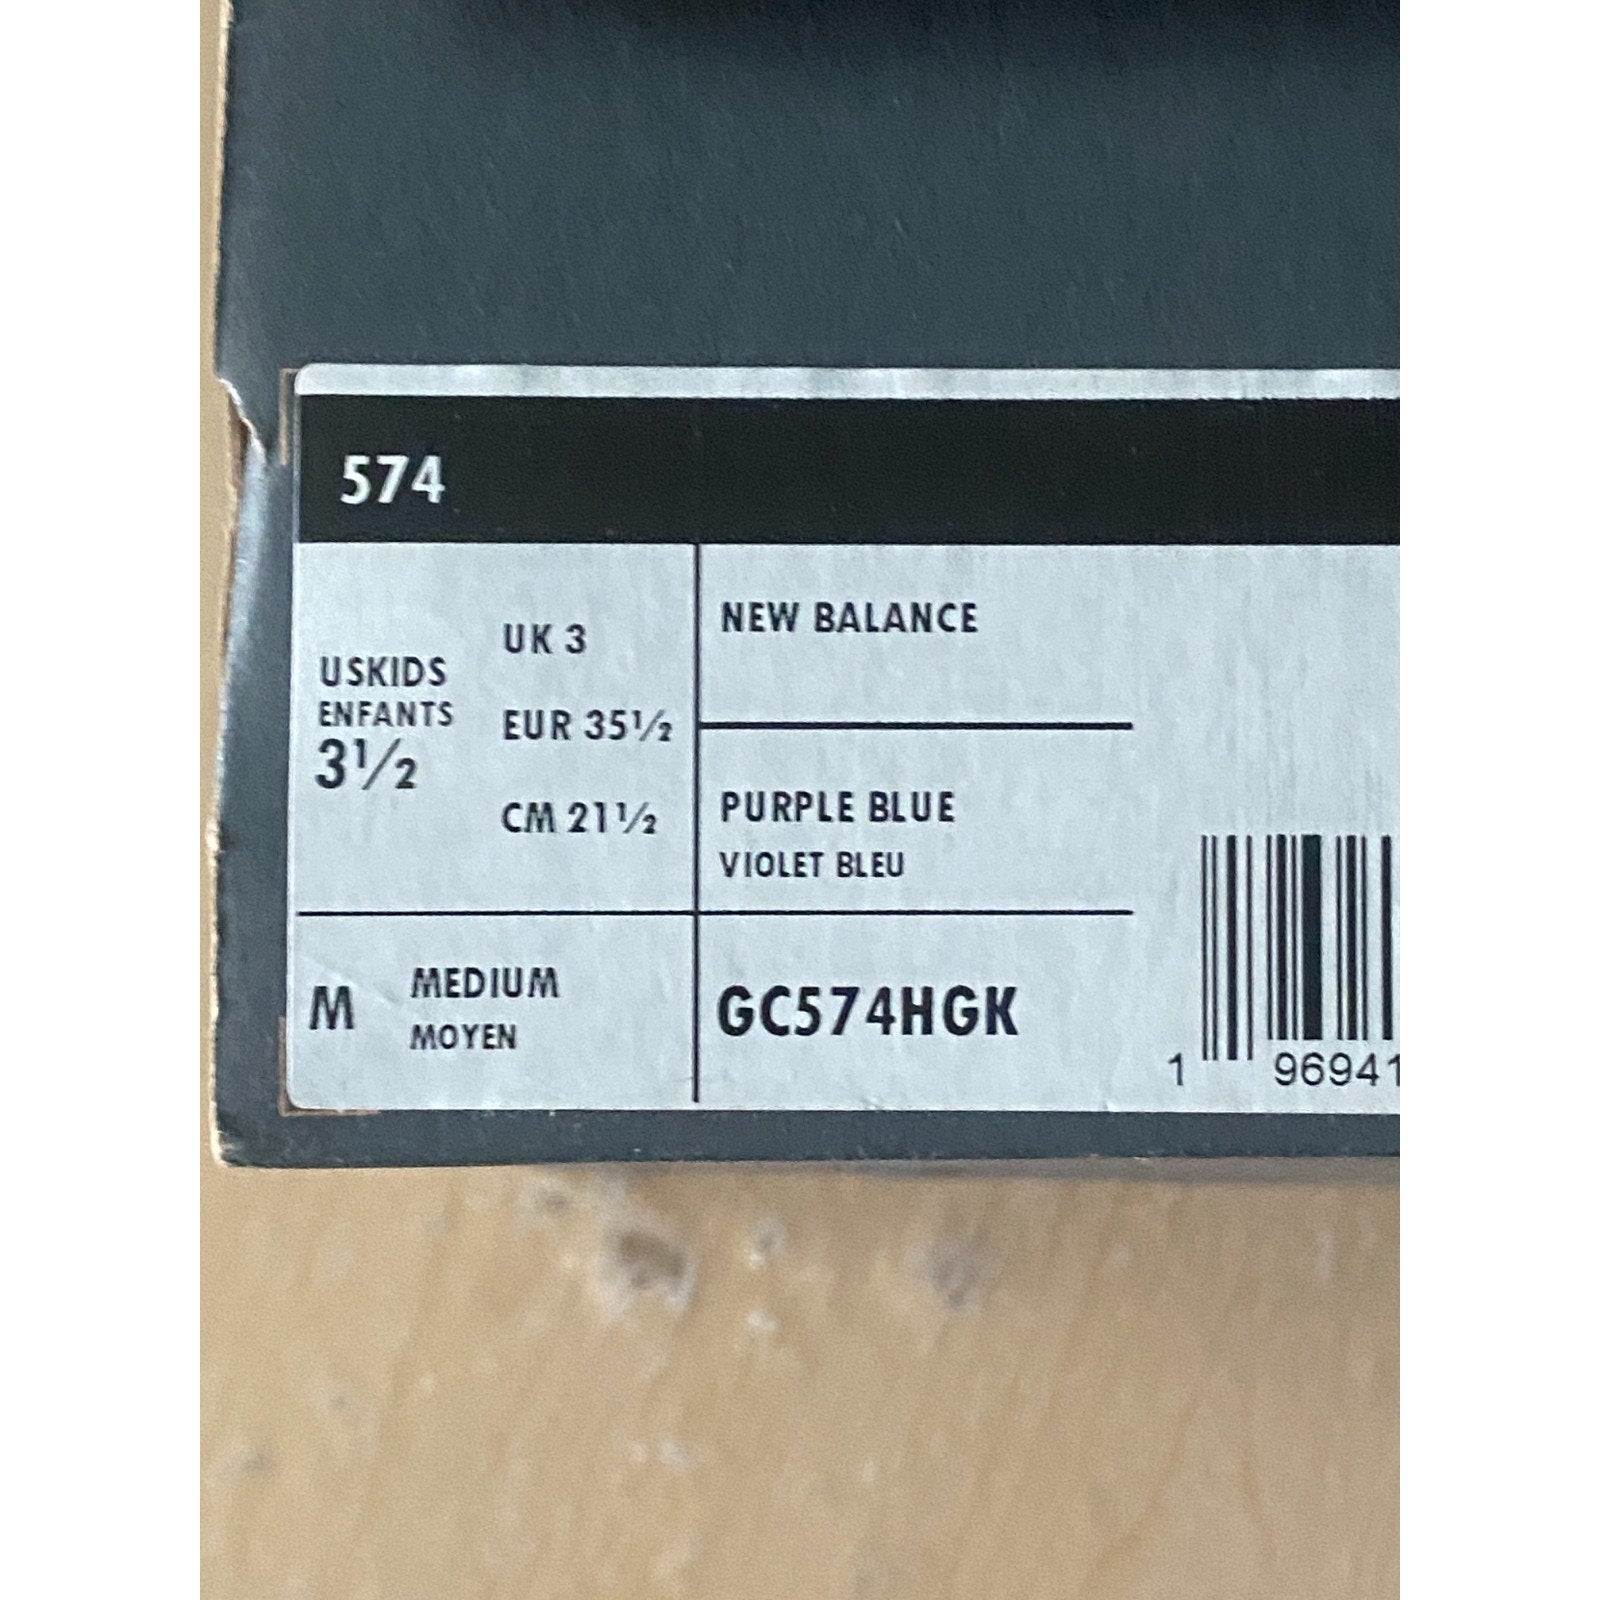 574
USKIDS
ENFANTS
3½
UK 3
EUR 35½
CM 21½
NEW BALANCE
PURPLE BLUE
VIOLET BLEU
M
MEDIUM
MOYEN
GC574HGK
1 96941